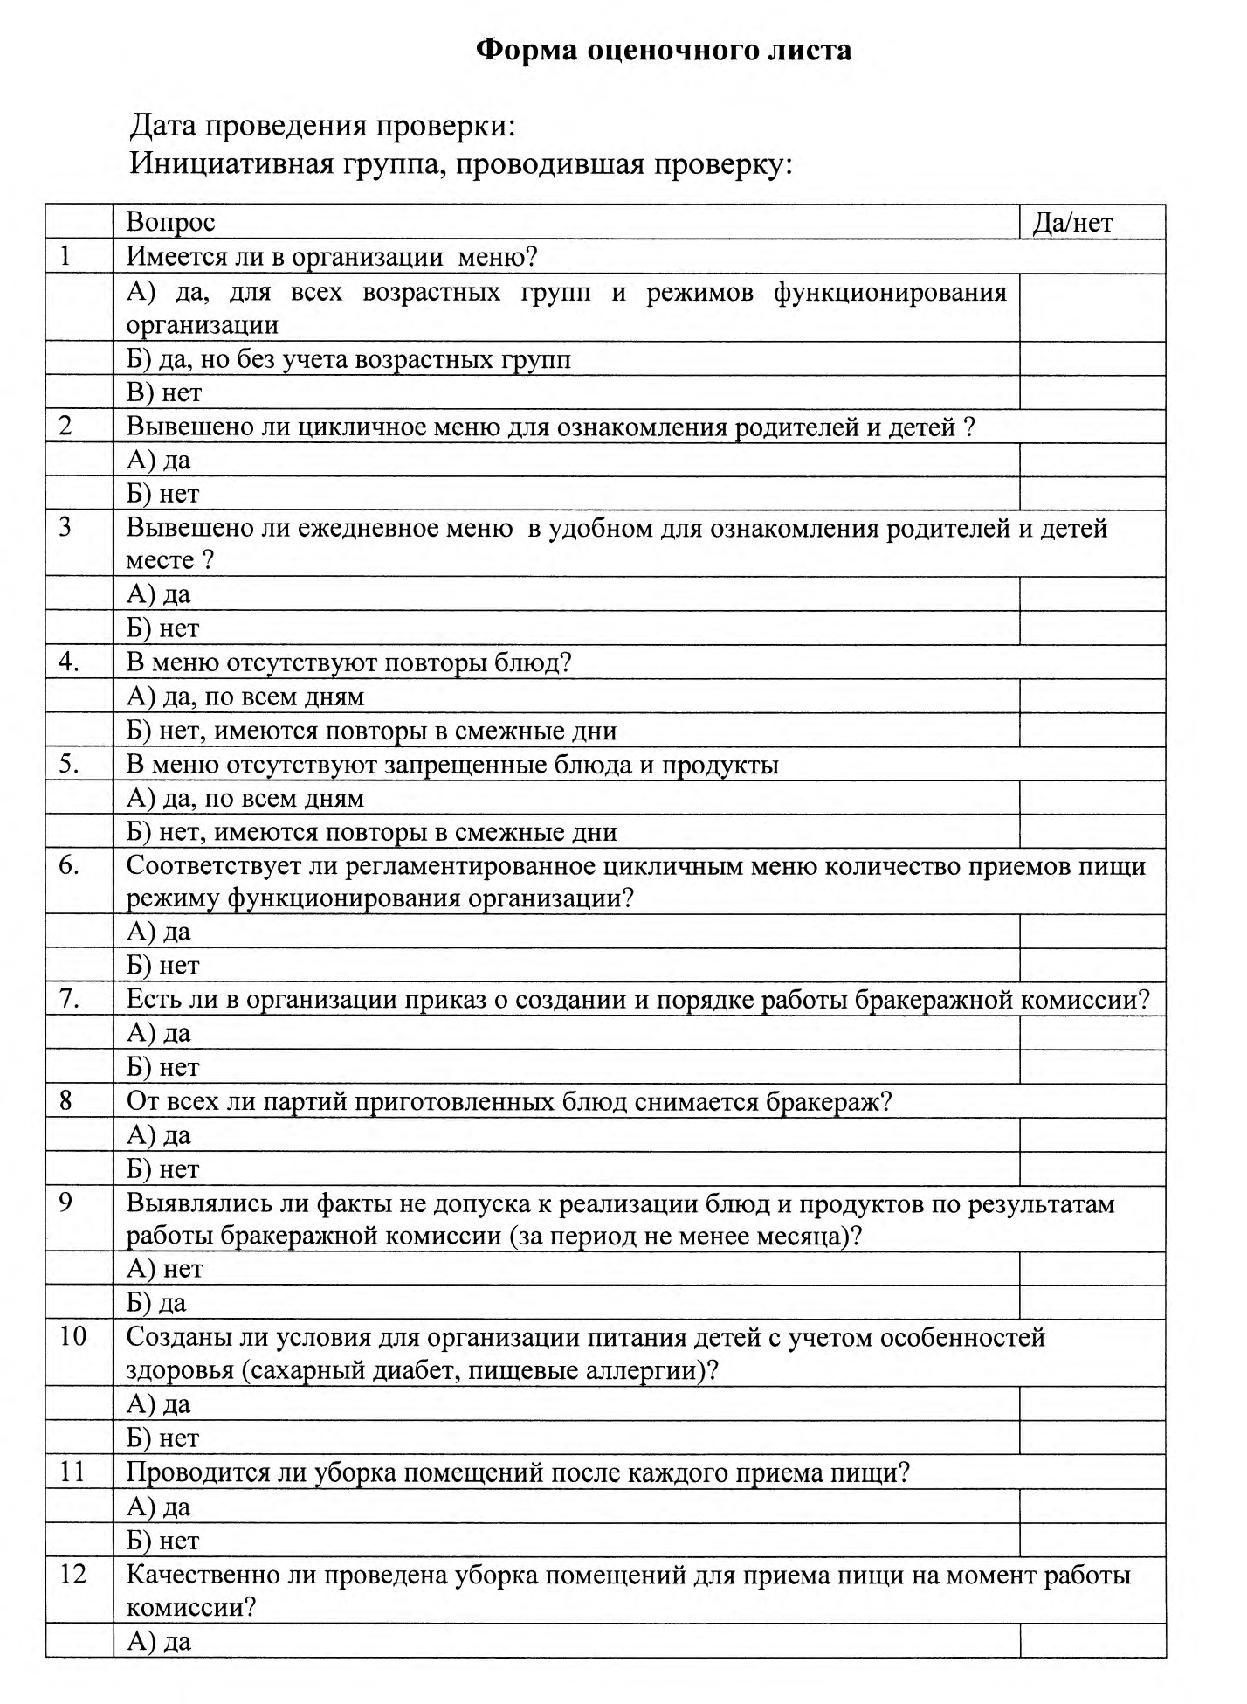 Форма оценочного листа
Дата проведения проверки:
Инициативная группа, проводившая проверку:
Вопрос Да/нет
1 Имеется ли в организации меню?
А) да, для всех возрастных групп и режимов функционирования
организации
Б) да, но без учета возрастных групп
В) нет
2 Вывешено ли цикличное меню для ознакомления родителей и детей ?
А) да
Б) нет
3 Вывешено ли ежедневное меню в удобном для ознакомления родителей и детей
месте ?
А) да
Б) нет
4. В меню отсутствуют повторы блюд?
А) да, по всем дням
Б) нет, имеются повторы в смежные дни
5. В меню отсутствуют запрещенные блюда и продукты
А) да, по всем дням
Б) нет, имеются повторы в смежные дни
6. Соответствует ли регламентированное цикличным меню количество приемов пищи
режиму функционирования организации?
А) да
Б) нет
7. Есть ли в организации приказ о создании и порядке работы бракеражной комиссии?
А) да
Б) нет
8 От всех ли партий приготовленных блюд снимается бракераж?
А) да
Б) нет
9 Выявлялись ли факты не допуска к реализации блюд и продуктов по результатам
работы бракеражной комиссии (за период не менее месяца)?
А) нет
Б) да
10 Созданы ли условия для организации питания детей с учетом особенностей
здоровья (сахарный диабет, пищевые аллергии)?
А) да
Б) нет
11 Проводится ли уборка помещений после каждого приема пищи?
А) да
Б) нет
12 Качественно ли проведена уборка помещений для приема пищи на момент работы
комиссии?
А) да